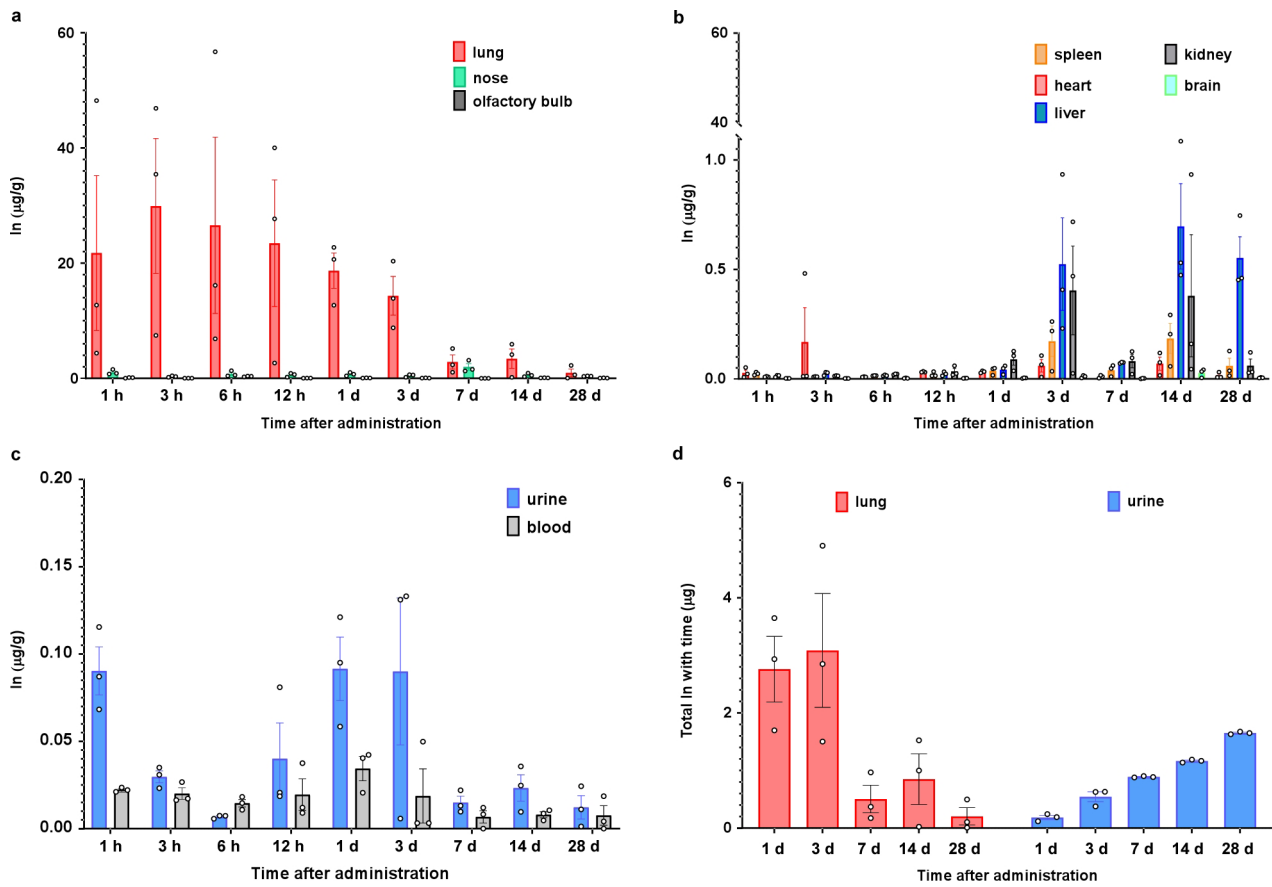 a
60
40
20
0
In (µg/g)
lung
nose
olfactory bulb
1 h 3 h 6 h 12 h 1 d 3 d 7 d 14 d 28 d
Time after administration
b
60
40
1.0
0.5
0.0
In (µg/g)
spleen kidney
heart brain
liver
1 h 3 h 6 h 12 h 1 d 3 d 7 d 14 d 28 d
Time after administration
c
0.20
0.15
0.10
0.05
0.00
In (µg/g)
urine
blood
1 h 3 h 6 h 12 h 1 d 3 d 7 d 14 d 28 d
Time after administration
d
6
4
2
0
Total In with time (µg)
lung urine
1 d 3 d 7 d 14 d 28 d 1 d 3 d 7 d 14 d 28 d
Time after administration